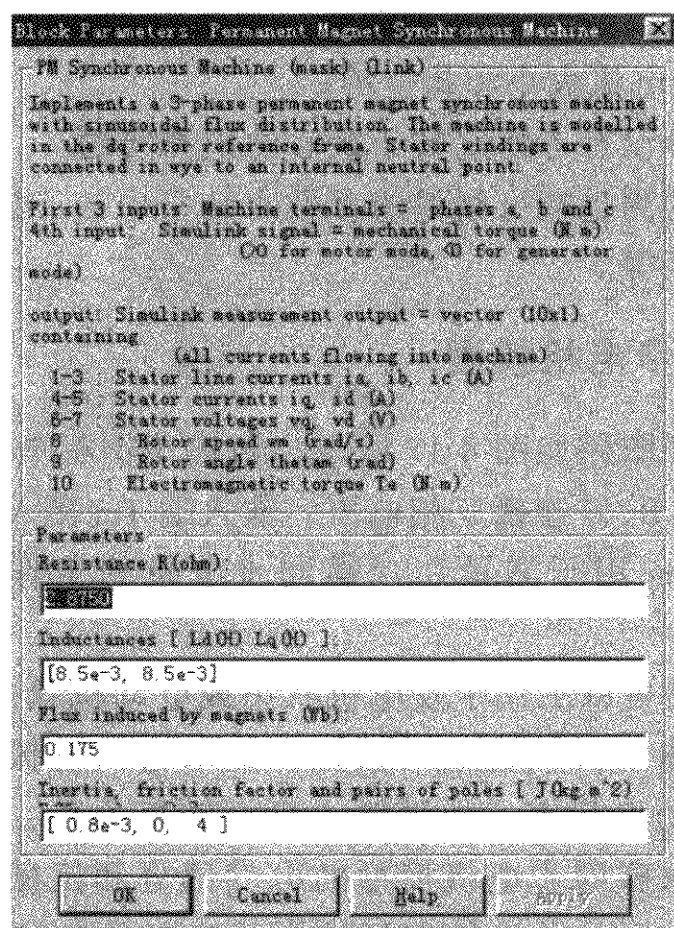 Block Parameters: Permanent Magnet Synchronous Machine
PM Synchronous Machine (mask) (link)
Implements a 3-phase permanent magnet synchronous machine
with sinusoidal flux distribution. The machine is modelled
in the dq rotor reference frame. Stator windings are
connected in wye to an internal neutral point.
First 3 inputs: Machine terminals = phases a, b and c
4th input: Simulink signal = mechanical torque (N.m)
for motor mode, for generator
mode)
output: Simulink measurement output = vector (10x1)
containing
(all currents flowing into machine)
1-3 : Stator line currents ia, ib, ic (A)
4-5 : Stator currents iq, id (A)
6-7 : Stator voltages vq, vd (V)
8 : Rotor speed wm (rad/s)
9 : Rotor angle thetam (rad)
10 : Electromagnetic torque Te (N.m)
Parameters
Resistance R(ohm):
Inductances [ Ld(H) Lq(H) ]
[8.5e-3, 8.5e-3]
Flux induced by magnets (Wb)
0.175
Inertia, friction factor and pairs of poles [ J(kg.m^2)
[ 0.8e-3, 0, 4 ]
OK
Cancel
Help
Apply